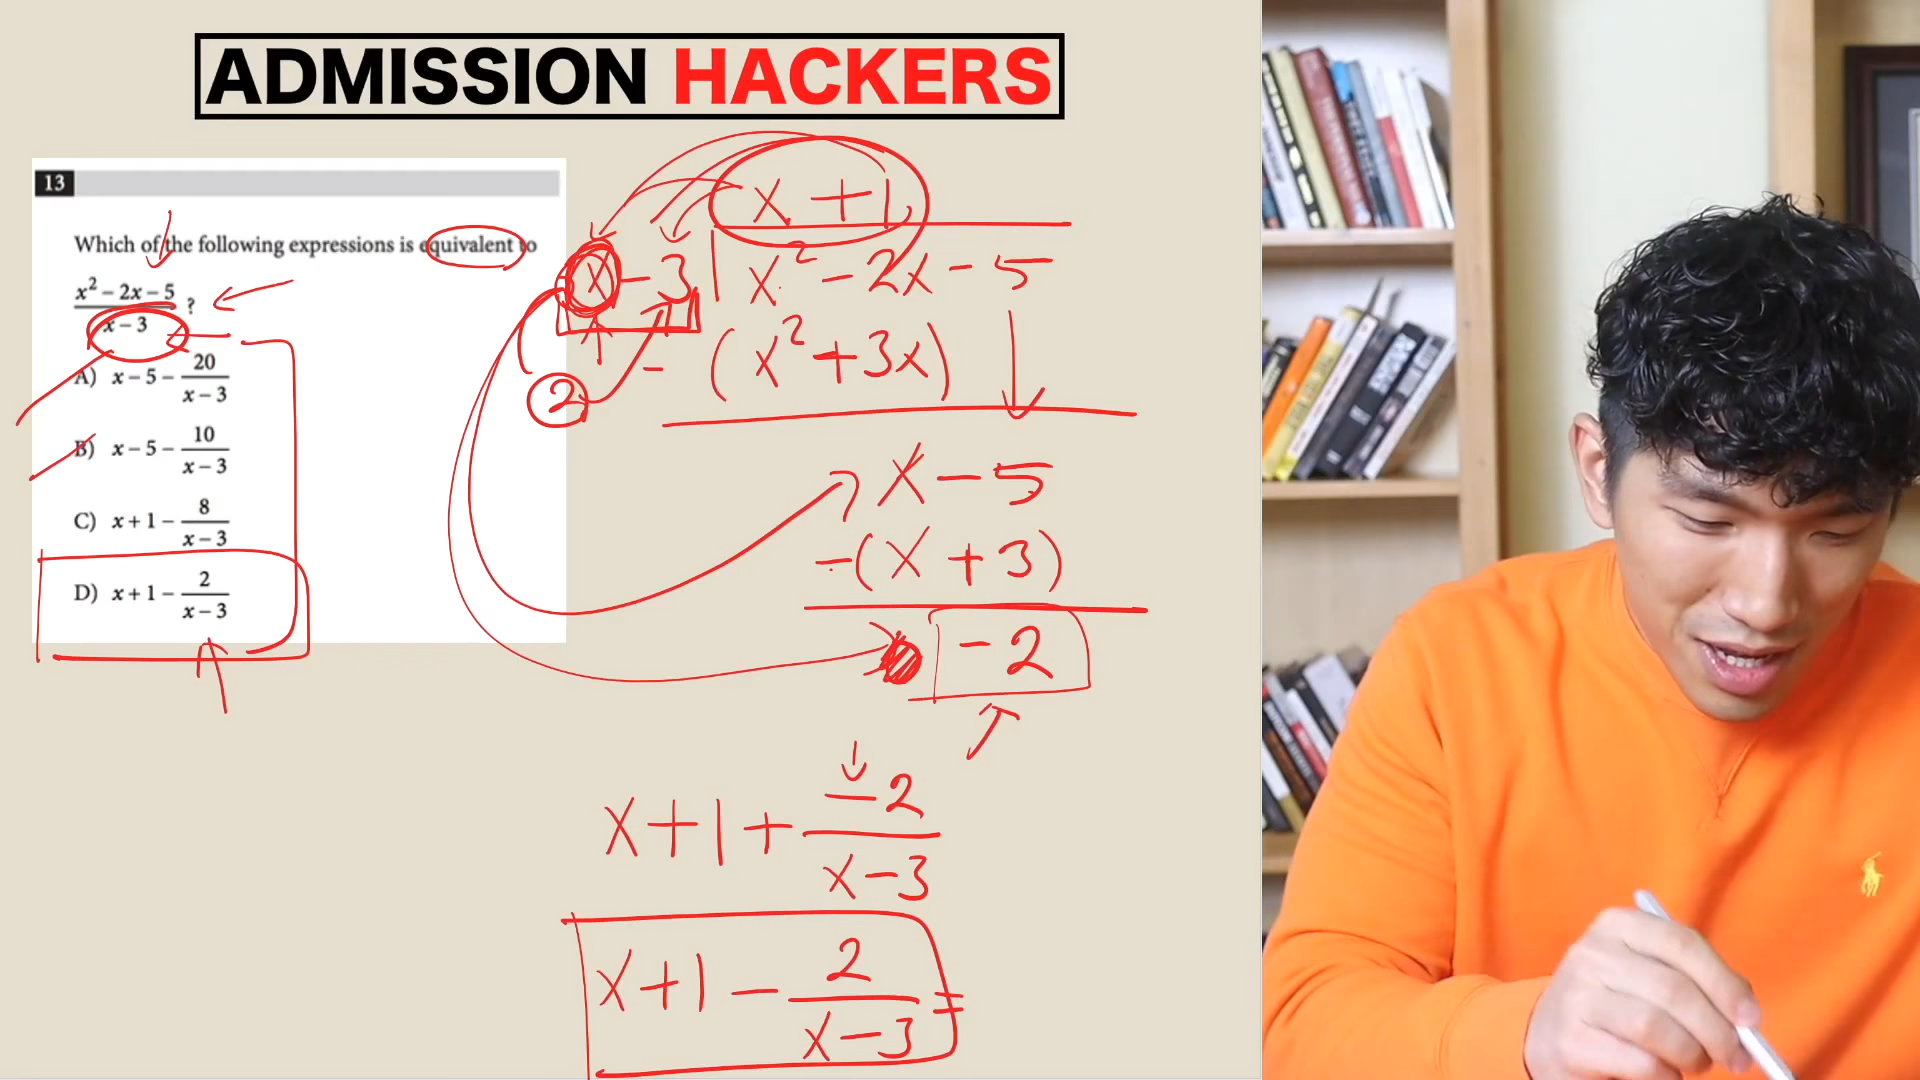 ADMISSION HACKERS
13
Which of the following expressions is equivalent to
x² − 2x − 5
x − 3
?
A) x − 5 − 20
x − 3
B) x − 5 − 10
x − 3
C) x + 1 − 8
x − 3
D) x + 1 − 2
x − 3
x + 1
x − 3
x² − 2x − 5
2
− (x² + 3x)
x − 5
−(x + 3)
−2
x + 1 + −2
x − 3
x + 1 − 2
x − 3
=